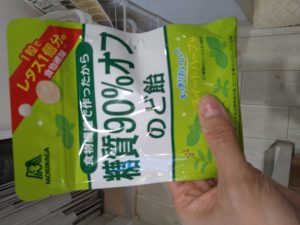 1粒で
レタス1個分の
食物繊維
食物繊維で作ったから
糖質90%オフ
のど飴
MORINAGA